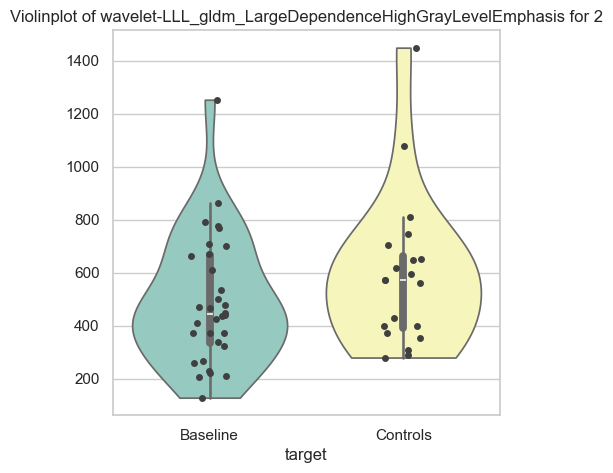 Violinplot of wavelet-LLL_gldm_LargeDependenceHighGrayLevelEmphasis for 2
1400
1200
1000
800
600
400
200
Baseline Controls
target